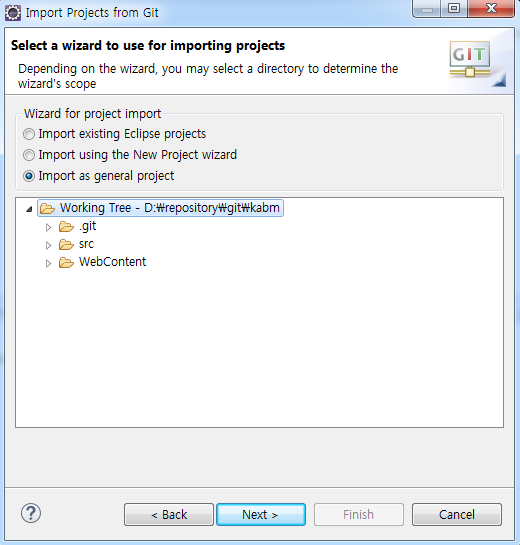 Import Projects from Git
Select a wizard to use for importing projects
Depending on the wizard, you may select a directory to determine the
wizard's scope
GIT
Wizard for project import
Import existing Eclipse projects
Import using the New Project wizard
Import as general project
Working Tree - D:₩repository₩git₩kabm
.git
src
WebContent
?
< Back
Next >
Finish
Cancel